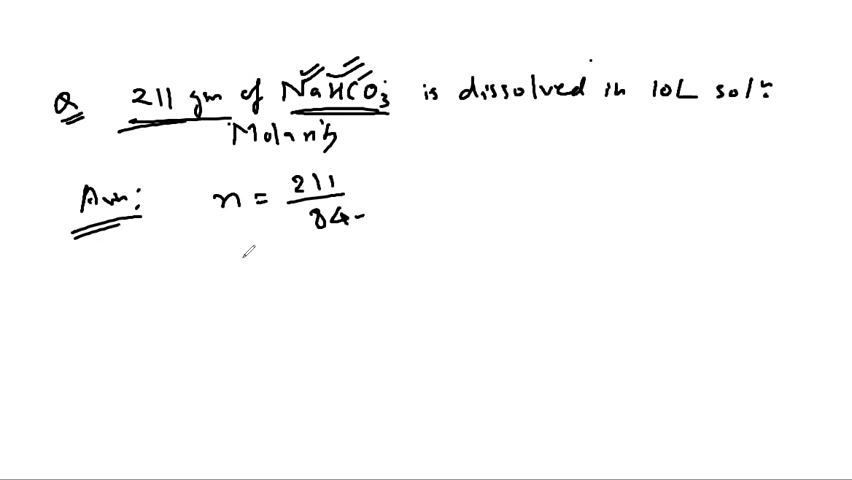 Q 211 gm of NaHCO3 is dissolved in 10L soln
Molarity
Ans: n = 211/84